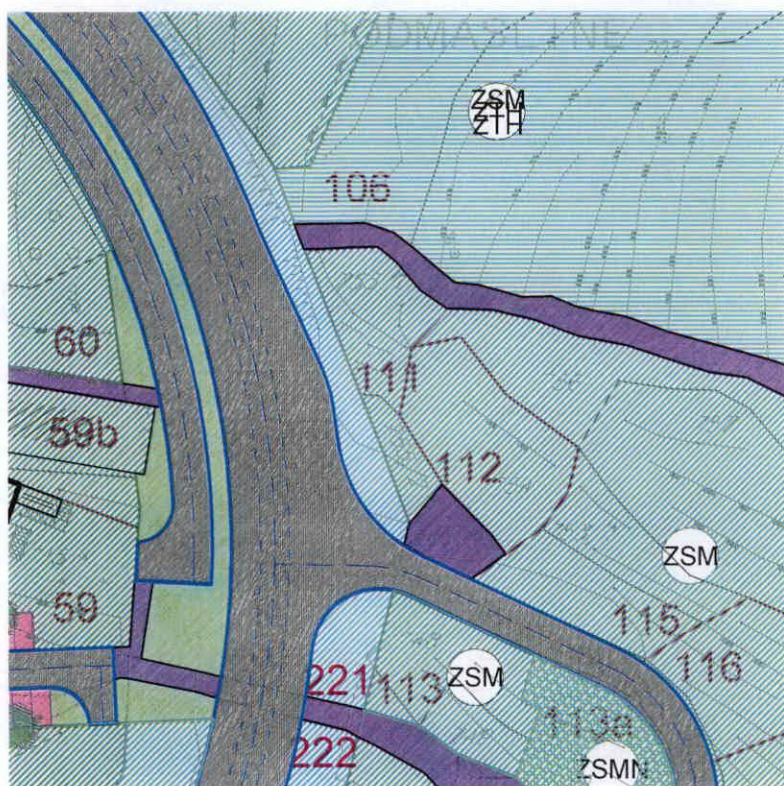 PODMASLINE
ZSM
ZTH
106
60
111
59b
112
ZSM
59
115
116
221
113
ZSM
113a
222
ZSMN